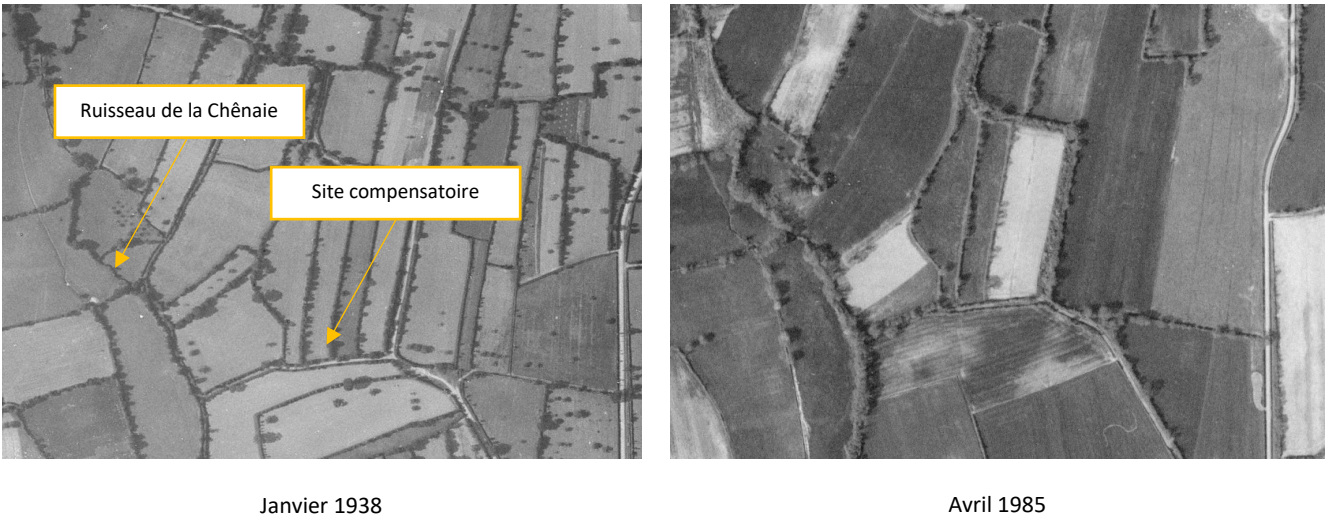 Ruisseau de la Chênaie
Site compensatoire
Janvier 1938
Avril 1985